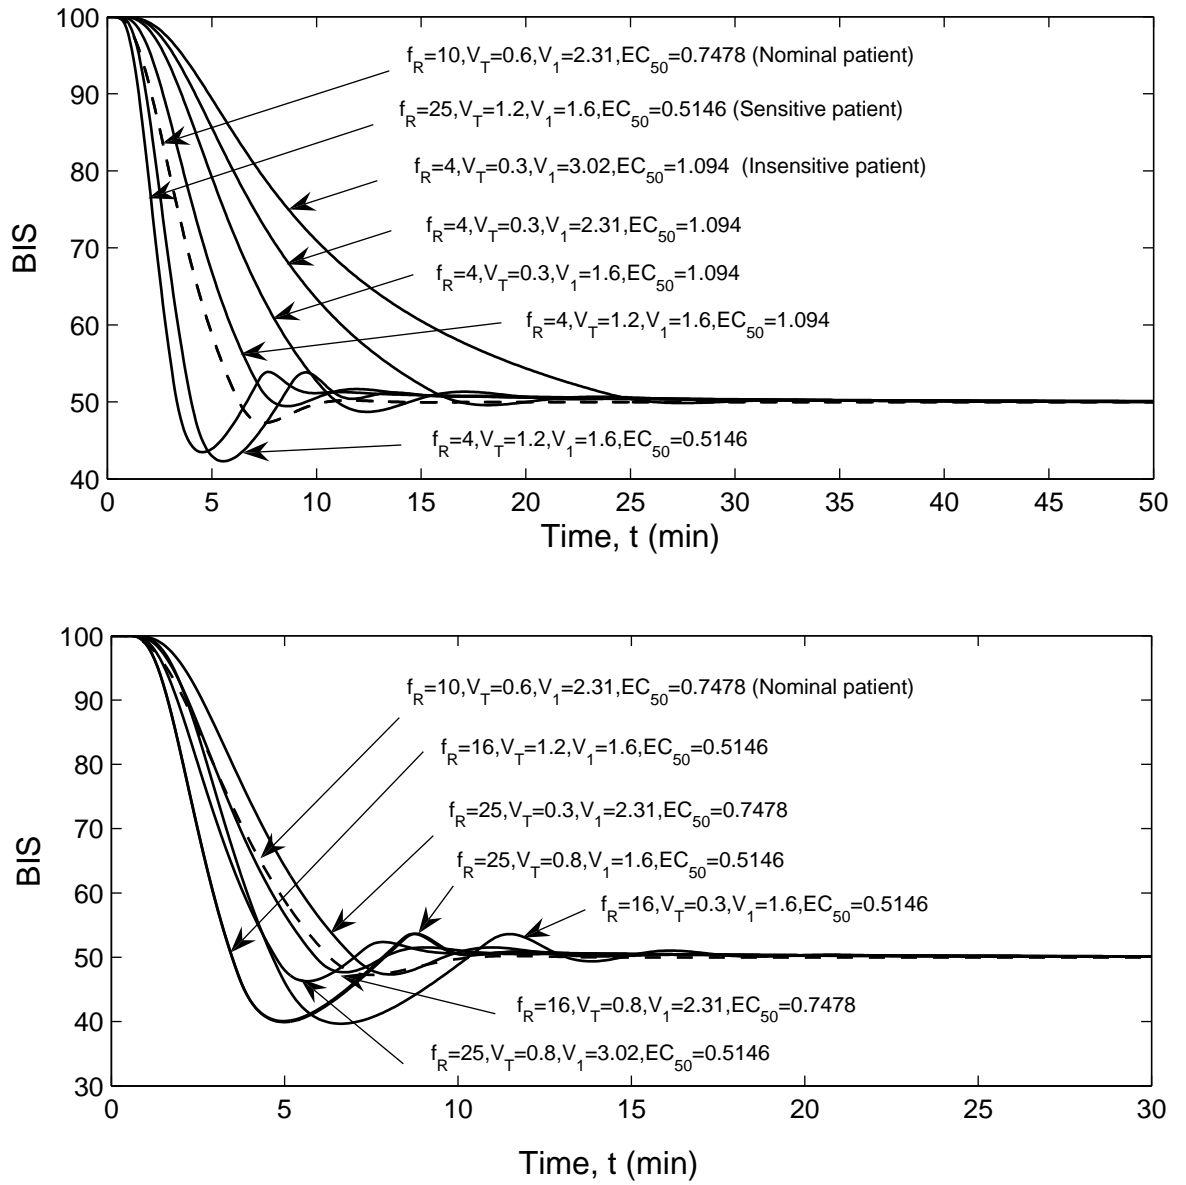 100
90
80
70
60
50
40
BIS
f_R=10,V_T=0.6,V_1=2.31,EC_50=0.7478 (Nominal patient)
f_R=25,V_T=1.2,V_1=1.6,EC_50=0.5146 (Sensitive patient)
f_R=4,V_T=0.3,V_1=3.02,EC_50=1.094 (Insensitive patient)
f_R=4,V_T=0.3,V_1=2.31,EC_50=1.094
f_R=4,V_T=0.3,V_1=1.6,EC_50=1.094
f_R=4,V_T=1.2,V_1=1.6,EC_50=1.094
f_R=4,V_T=1.2,V_1=1.6,EC_50=0.5146
0 5 10 15 20 25 30 35 40 45 50
Time, t (min)
100
90
80
70
60
50
40
30
BIS
f_R=10,V_T=0.6,V_1=2.31,EC_50=0.7478 (Nominal patient)
f_R=16,V_T=1.2,V_1=1.6,EC_50=0.5146
f_R=25,V_T=0.3,V_1=2.31,EC_50=0.7478
f_R=25,V_T=0.8,V_1=1.6,EC_50=0.5146
f_R=16,V_T=0.3,V_1=1.6,EC_50=0.5146
f_R=16,V_T=0.8,V_1=2.31,EC_50=0.7478
f_R=25,V_T=0.8,V_1=3.02,EC_50=0.5146
0 5 10 15 20 25 30
Time, t (min)